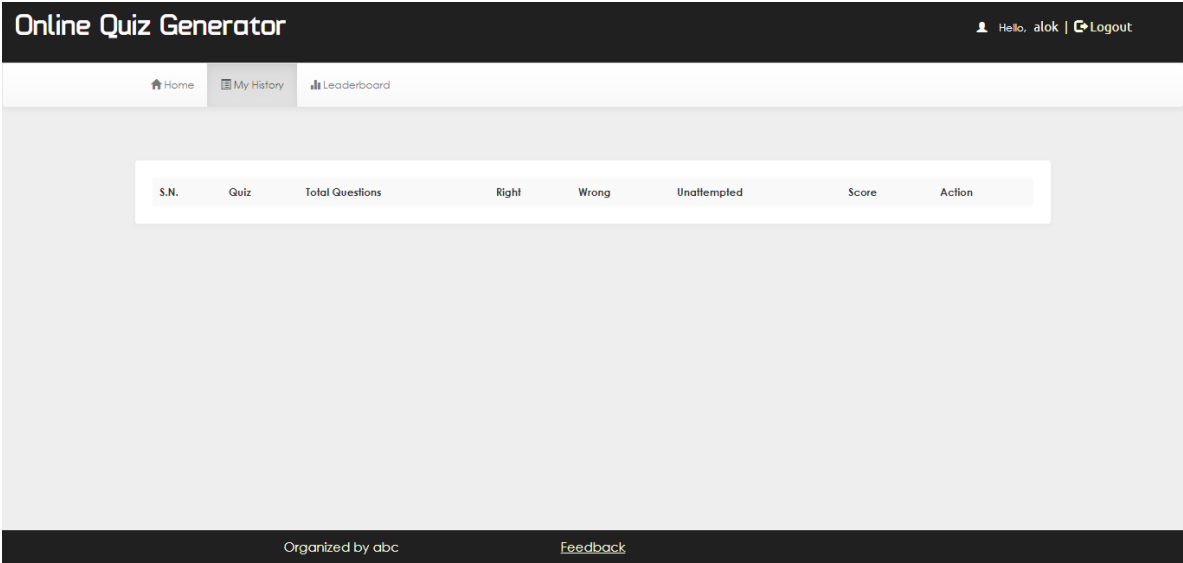 Online Quiz Generator
Hello, alok | Logout
Home My History Leaderboard
S.N. Quiz Total Questions Right Wrong Unattempted Score Action
Organized by abc Feedback